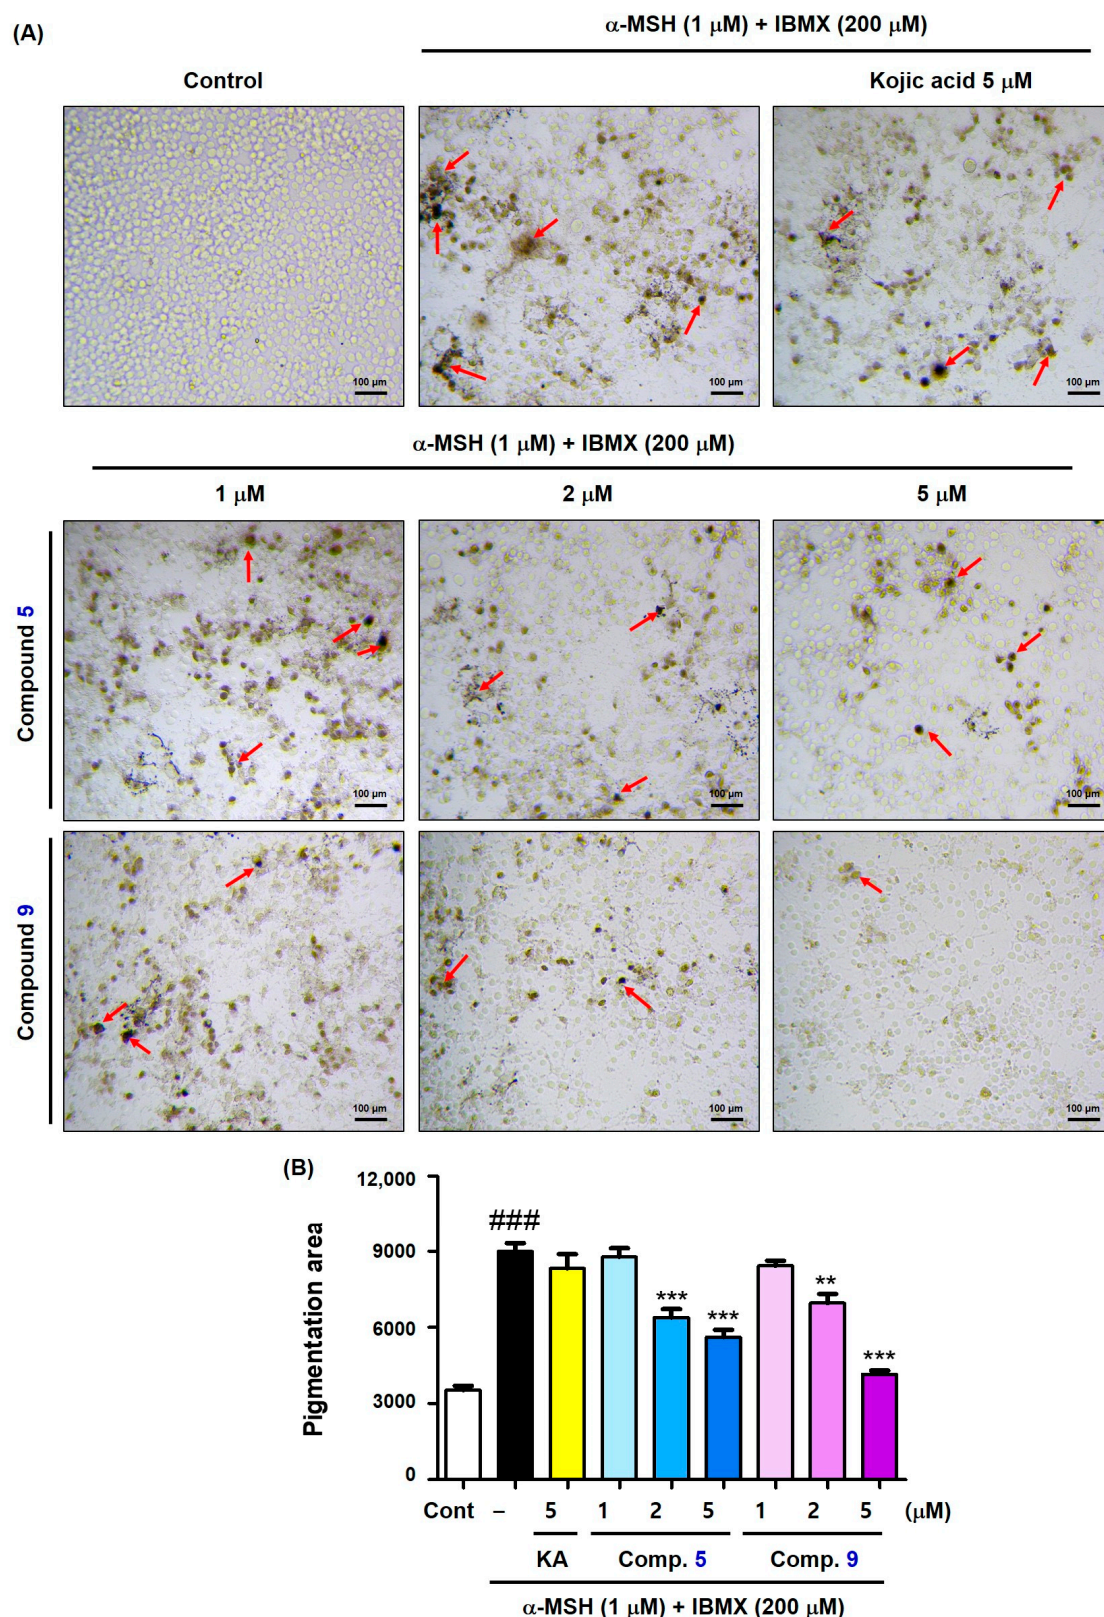 (A)
α-MSH (1 μM) + IBMX (200 μM)
Control
Kojic acid 5 μM
100 μm
100 μm
100 μm
α-MSH (1 μM) + IBMX (200 μM)
1 μM
2 μM
5 μM
Compound 5
100 μm
100 μm
100 μm
Compound 9
100 μm
100 μm
100 μm
(B)
Pigmentation area
12,000
9000
6000
3000
0
###
***
***
**
***
Cont – 5 1 2 5 1 2 5 (μM)
KA Comp. 5 Comp. 9
α-MSH (1 μM) + IBMX (200 μM)